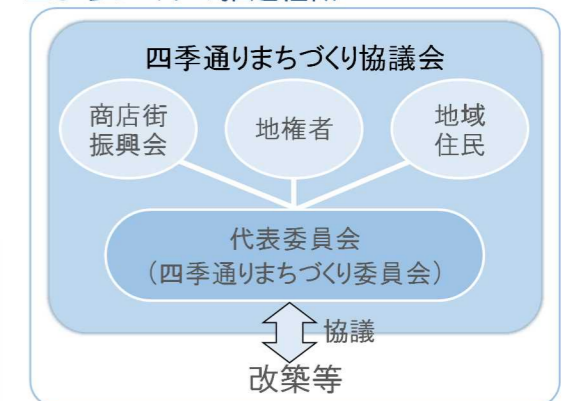 四季通りまちづくり協議会
商店街
振興会
地権者
地域
住民
代表委員会
（四季通りまちづくり委員会）
協議
改築等